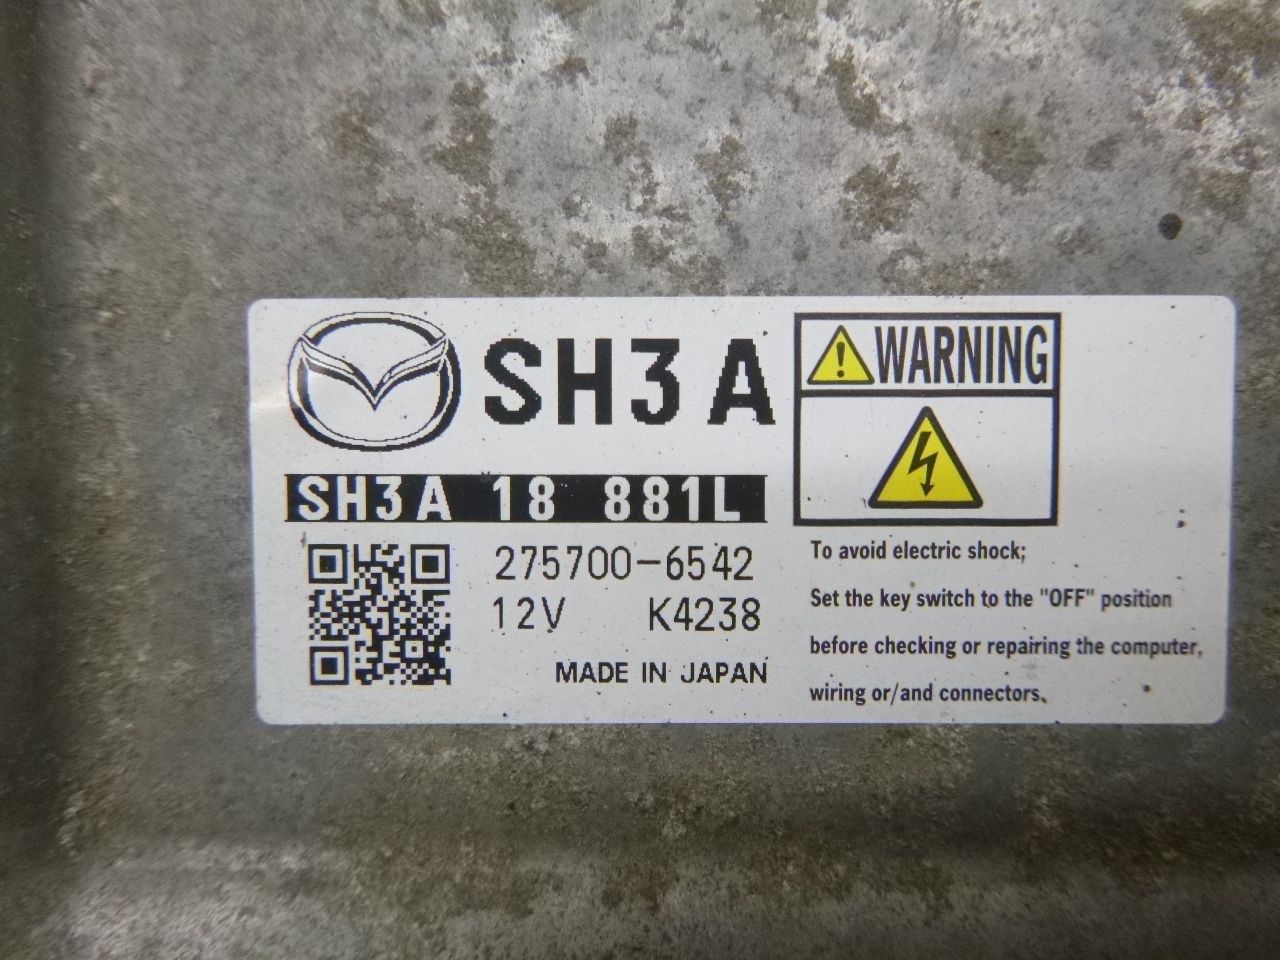 SH3A
SH3A 18 881L
275700-6542
12V K4238
MADE IN JAPAN
WARNING
To avoid electric shock;
Set the key switch to the "OFF" position
before checking or repairing the computer,
wiring or/and connectors.